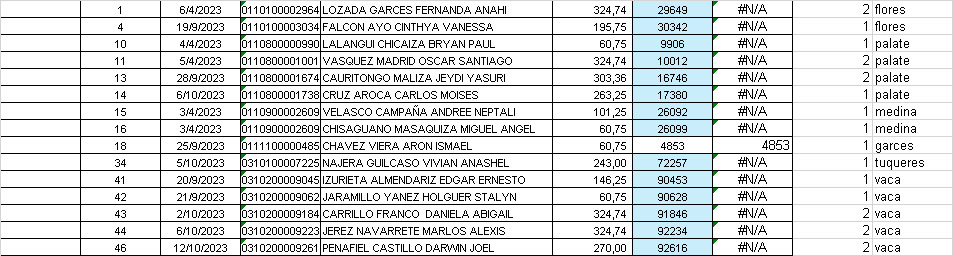 1 6/4/2023 0110100002964 LOZADA GARCES FERNANDA ANAHI 324,74 29649 #N/A 2 flores
4 19/9/2023 0110100003034 FALCON AYO CINTHYA VANESSA 195,75 30342 #N/A 1 flores
10 4/4/2023 0110800000990 LALANGUI CHICAIZA BRYAN PAUL 60,75 9906 #N/A 1 palate
11 5/4/2023 0110800001001 VASQUEZ MADRID OSCAR SANTIAGO 324,74 10012 #N/A 2 palate
13 28/9/2023 0110800001674 CAURITONGO MALIZA JEYDI YASURI 303,36 16746 #N/A 2 palate
14 6/10/2023 0110800001738 CRUZ AROCA CARLOS MOISES 263,25 17380 #N/A 1 palate
15 3/4/2023 0110900002609 VELASCO CAMPAÑA ANDREE NEPTALI 101,25 26092 #N/A 1 medina
16 3/4/2023 0110900002609 CHISAGUANO MASAQUIZA MIGUEL ANGEL 60,75 26099 #N/A 1 medina
18 25/9/2023 0111100000485 CHAVEZ VIERA ARON ISMAEL 60,75 4853 4853 1 garces
34 5/10/2023 0310100007225 NAJERA GUILCASO VIVIAN ANASHEL 243,00 72257 #N/A 1 tuqueres
41 20/9/2023 0310200009045 IZURIETA ALMENDARIZ EDGAR ERNESTO 146,25 90453 #N/A 1 vaca
42 21/9/2023 0310200009062 JARAMILLO YANEZ HOLGUER STALYN 60,75 90628 #N/A 1 vaca
43 2/10/2023 0310200009184 CARRILLO FRANCO DANIELA ABIGAIL 324,74 91846 #N/A 2 vaca
44 6/10/2023 0310200009223 JEREZ NAVARRETE MARLOS ALEXIS 324,74 92234 #N/A 2 vaca
46 12/10/2023 0310200009261 PEÑAFIEL CASTILLO DARWIN JOEL 270,00 92616 #N/A 2 vaca